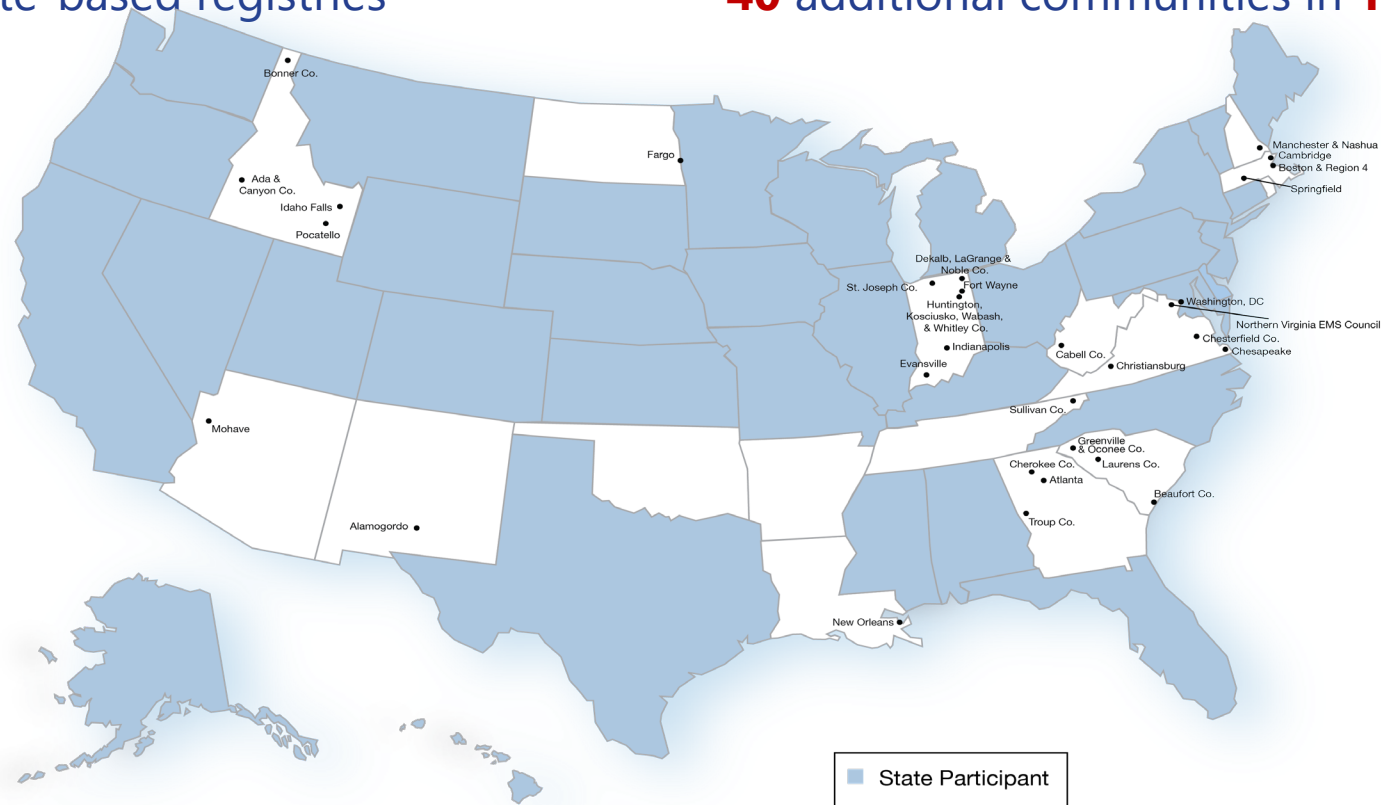 registries
40 additional communities in
Bonner Co.
Ada &
Canyon Co.
Idaho Falls
Pocatello
Fargo
Manchester & Nashua
Cambridge
Boston & Region 4
Springfield
Dekalb, LaGrange &
Noble Co.
St. Joseph Co.
Fort Wayne
Huntington,
Kosciusko, Wabash,
& Whitley Co.
Indianapolis
Evansville
Washington, DC
Northern Virginia EMS Council
Chesterfield Co.
Chesapeake
Cabell Co.
Christiansburg
Sullivan Co.
Mohave
Greenville
& Oconee Co.
Cherokee Co.
Laurens Co.
Atlanta
Beaufort Co.
Troup Co.
Alamogordo
New Orleans
State Participant